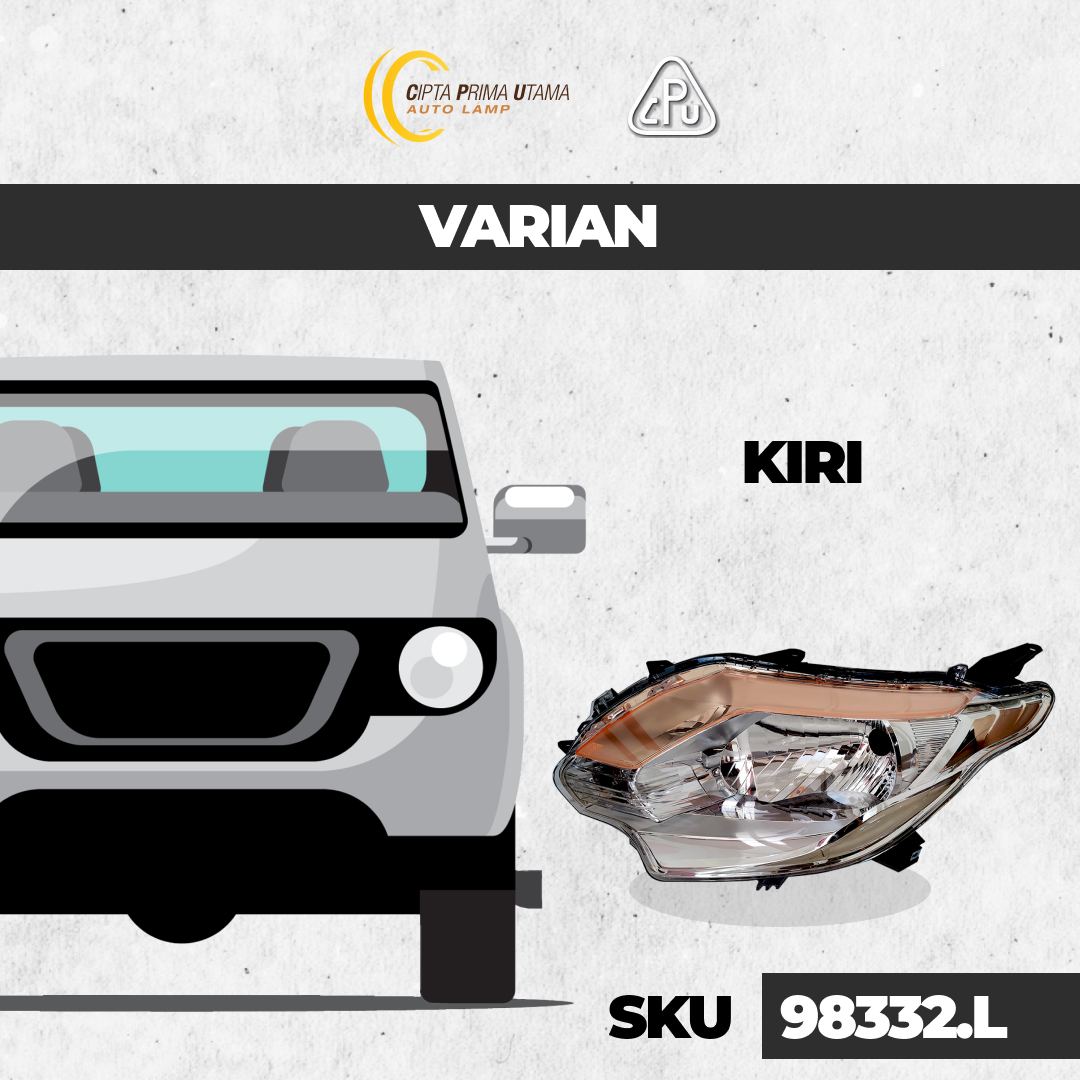 CIPTA PRIMA UTAMA
AUTO LAMP
CPU
VARIAN
KIRI
SKU 98332.L